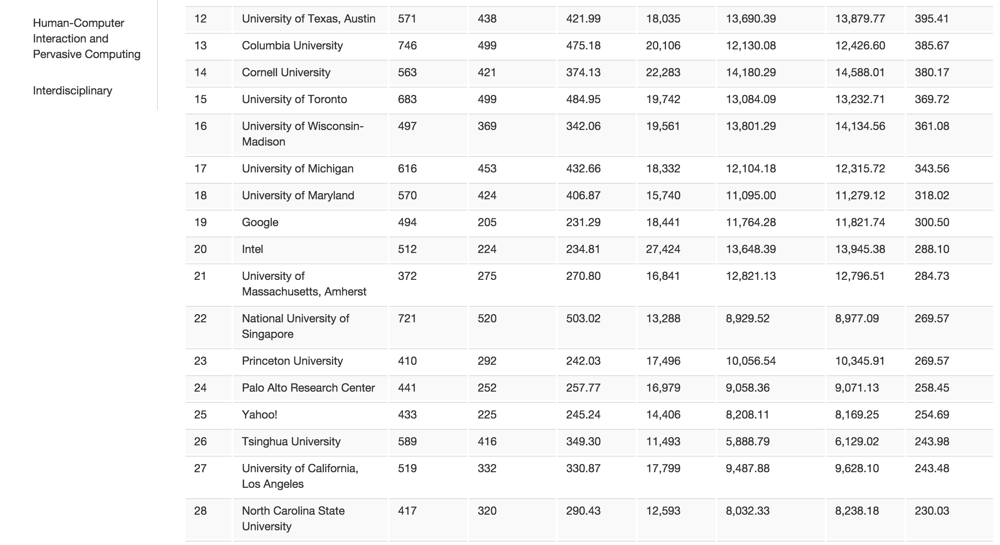 Human-Computer
Interaction and
Pervasive Computing
Interdisciplinary
12 University of Texas, Austin 571 438 421.99 18,035 13,690.39 13,879.77 395.41
13 Columbia University 746 499 475.18 20,106 12,130.08 12,426.60 385.67
14 Cornell University 563 421 374.13 22,283 14,180.29 14,588.01 380.17
15 University of Toronto 683 499 484.95 19,742 13,084.09 13,232.71 369.72
16 University of Wisconsin- 497 369 342.06 19,561 13,801.29 14,134.56 361.08
Madison
17 University of Michigan 616 453 432.66 18,332 12,104.18 12,315.72 343.56
18 University of Maryland 570 424 406.87 15,740 11,095.00 11,279.12 318.02
19 Google 494 205 231.29 18,441 11,764.28 11,821.74 300.50
20 Intel 512 224 234.81 27,424 13,648.39 13,945.38 288.10
21 University of 372 275 270.80 16,841 12,821.13 12,796.51 284.73
Massachusetts, Amherst
22 National University of 721 520 503.02 13,288 8,929.52 8,977.09 269.57
Singapore
23 Princeton University 410 292 242.03 17,496 10,056.54 10,345.91 269.57
24 Palo Alto Research Center 441 252 257.77 16,979 9,058.36 9,071.13 258.45
25 Yahoo! 433 225 245.24 14,406 8,208.11 8,169.25 254.69
26 Tsinghua University 589 416 349.30 11,493 5,888.79 6,129.02 243.98
27 University of California, 519 332 330.87 17,799 9,487.88 9,628.10 243.48
Los Angeles
28 North Carolina State 417 320 290.43 12,593 8,032.33 8,238.18 230.03
University